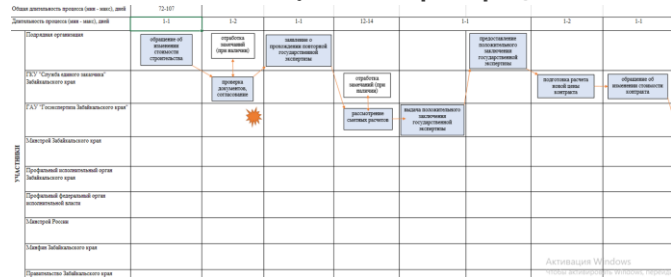 Общая длительность процесса (мин - макс), дней 72-107
Длительность процесса (мин - макс), дней 1-1 1-2 1-1 12-14 1-1 1-2 1-1
УЧАСТНИКИ
Подрядная организация
обращение об
изменении
стоимости
строительства
отработка
замечаний
(при наличии)
заявление о
прохождении повторной
государственной
экспертизы
предоставление
положительного
заключения
государственной
экспертизы
ГКУ "Служба единого заказчика"
Забайкальского края
проверка
документов,
согласование
отработка
замечаний (при
наличии)
подготовка расчета
новой цены
контракта
обращение об
изменении стоимости
контракта
ГАУ "Госэкспертиза Забайкальского края"
рассмотрение
сметных расчетов
выдача положительного
заключения
государственной
экспертизы
Минстрой Забайкальского края
Профильный исполнительный орган
Забайкальского края
Профильный федеральный орган
исполнительной власти
Минстрой России
Минфин Забайкальского края
Правительство Забайкальского края
Активация Windows
Чтобы активировать Windows, перейдите